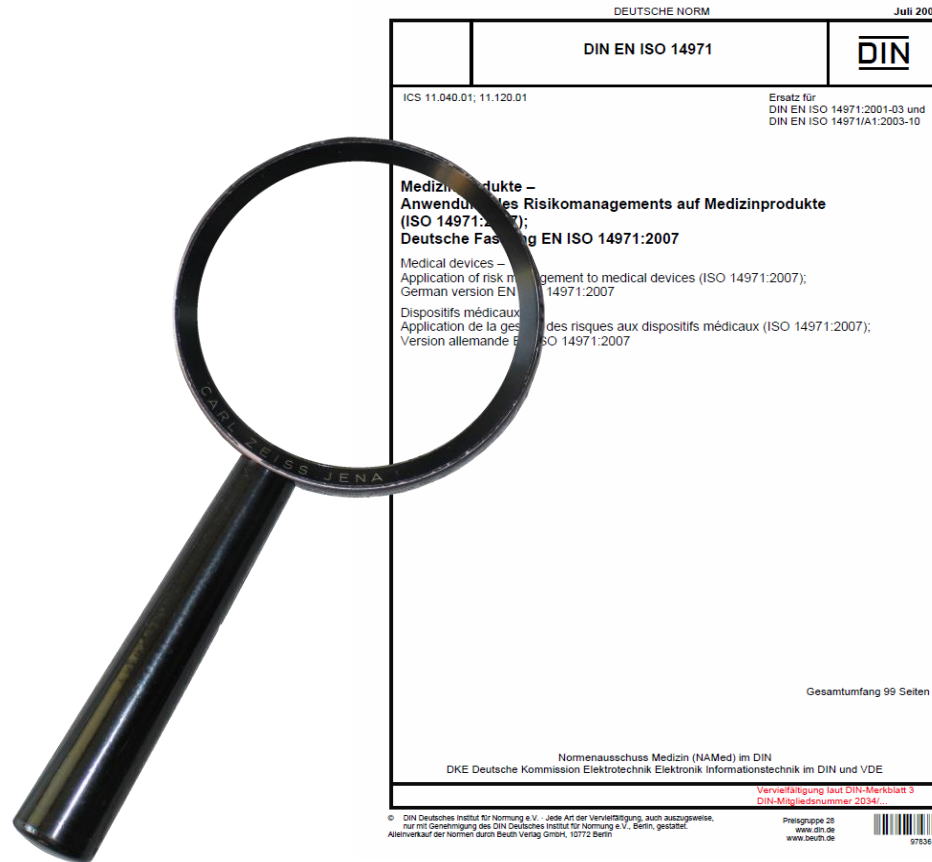 DEUTSCHE NORM
Juli 200
DIN EN ISO 14971
DIN
ICS 11.040.01; 11.120.01
Ersatz für
DIN EN ISO 14971:2001-03 und
DIN EN ISO 14971/A1:2003-10
Mediz dukte –
Anwendu es Risikomanagements auf Medizinprodukte
(ISO 14971:2 7);
Deutsche Fas g EN ISO 14971:2007
Medical devices –
Application of risk m gement to medical devices (ISO 14971:2007);
German version EN 14971:2007
Dispositifs médicaux
Application de la ges des risques aux dispositifs médicaux (ISO 14971:2007);
Version allemande E SO 14971:2007
CARL ZEISS JENA
Gesamtumfang 99 Seiten
Normenausschuss Medizin (NAMed) im DIN
DKE Deutsche Kommission Elektrotechnik Elektronik Informationstechnik im DIN und VDE
Vervielfältigung laut DIN-Merkblatt 3
DIN-Mitgliedsnummer 2034/...
© DIN Deutsches Institut für Normung e.V. · Jede Art der Vervielfältigung, auch auszugsweise,
nur mit Genehmigung des DIN Deutsches Institut für Normung e.V., Berlin, gestattet.
Alleinverkauf der Normen durch Beuth Verlag GmbH, 10772 Berlin
Preisgruppe 28
www.din.de
www.beuth.de
97836